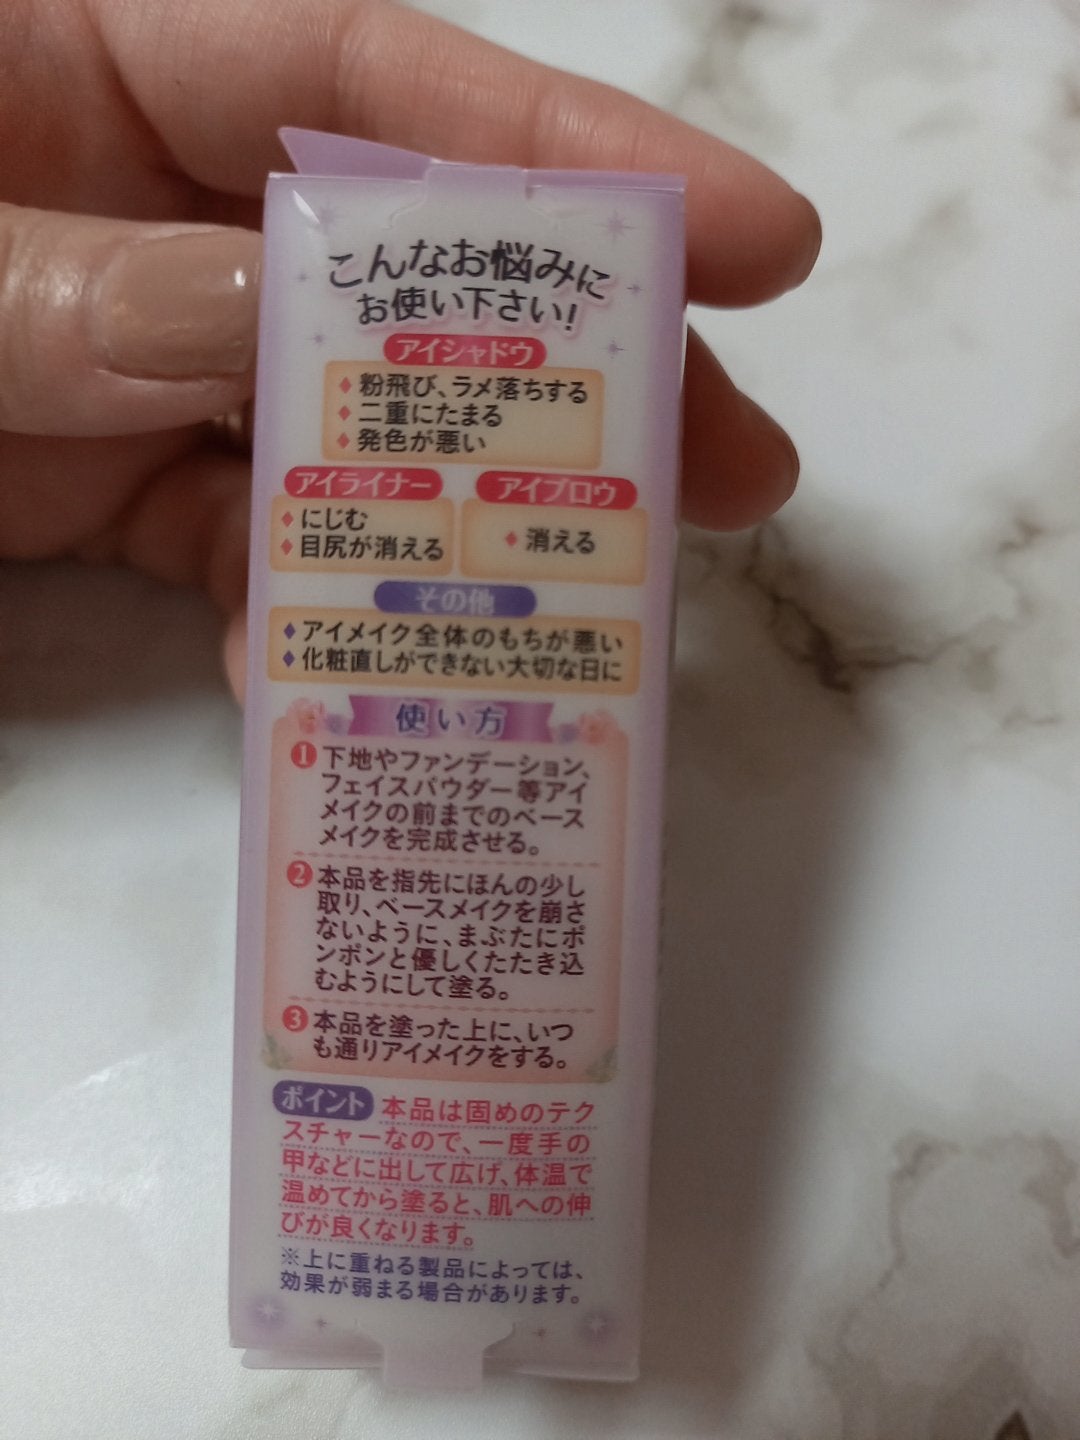 こんなお悩みに
お使い下さい!
アイシャドウ
♦粉飛び、ラメ落ちする
♦二重にたまる
♦発色が悪い
アイライナー
♦にじむ
♦目尻が消える
アイブロウ
♦消える
その他
♦アイメイク全体のもちが悪い
♦化粧直しができない大切な日に
使い方
❶下地やファンデーション、
フェイスパウダー等アイ
メイクの前までのベース
メイクを完成させる。
❷本品を指先にほんの少し
取り、ベースメイクを崩さ
ないように、まぶたにポ
ンポンと優しくたたき込
むようにして塗る。
❸本品を塗った上に、いつ
も通りアイメイクをする。
ポイント 本品は固めのテク
スチャーなので、一度手の
甲などに出して広げ、体温で
温めてから塗ると、肌への伸
びが良くなります。
※上に重ねる製品によっては、
効果が弱まる場合があります。